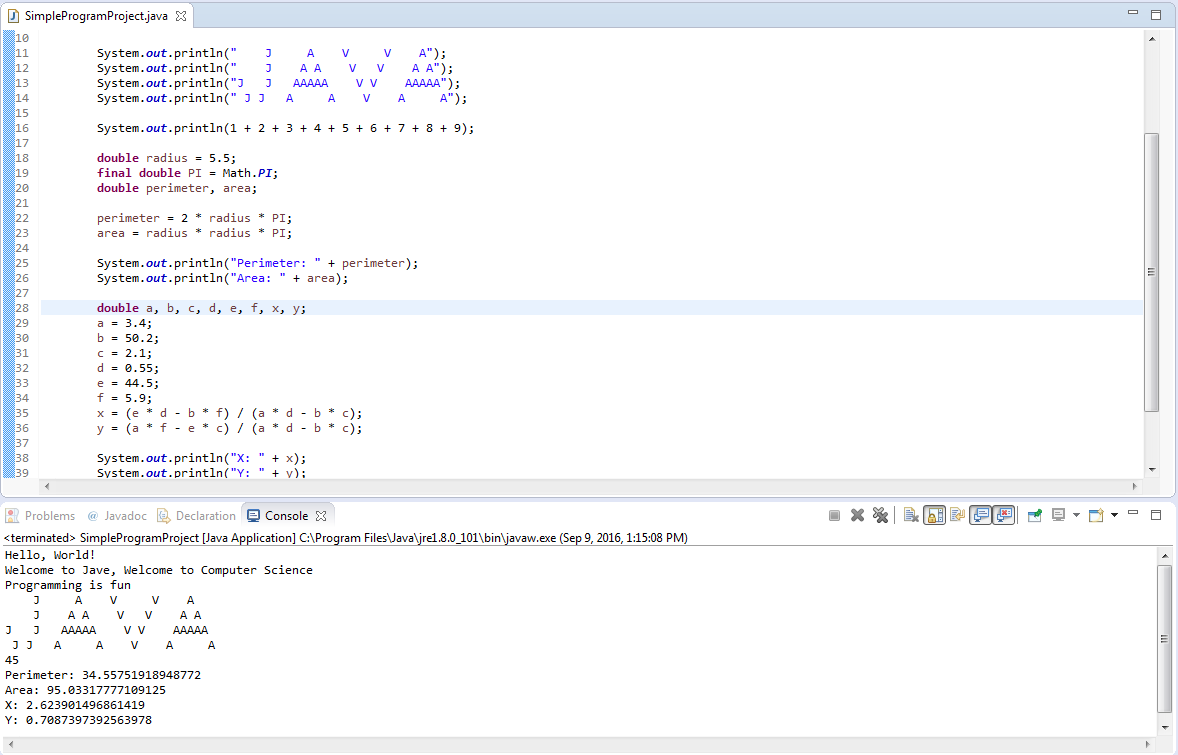 SimpleProgramProject.java
10
11 System.out.println("    J     A    V     V    A");
12 System.out.println("    J    A A    V   V    A A");
13 System.out.println("J   J   AAAAA    V V    AAAAA");
14 System.out.println(" J J   A     A    V    A     A");
15
16 System.out.println(1 + 2 + 3 + 4 + 5 + 6 + 7 + 8 + 9);
17
18 double radius = 5.5;
19 final double PI = Math.PI;
20 double perimeter, area;
21
22 perimeter = 2 * radius * PI;
23 area = radius * radius * PI;
24
25 System.out.println("Perimeter: " + perimeter);
26 System.out.println("Area: " + area);
27
28 double a, b, c, d, e, f, x, y;
29 a = 3.4;
30 b = 50.2;
31 c = 2.1;
32 d = 0.55;
33 e = 44.5;
34 f = 5.9;
35 x = (e * d - b * f) / (a * d - b * c);
36 y = (a * f - e * c) / (a * d - b * c);
37
38 System.out.println("X: " + x);
39 System.out.println("Y: " + y);
Problems @ Javadoc Declaration Console
<terminated> SimpleProgramProject [Java Application] C:\Program Files\Java\jre1.8.0_101\bin\javaw.exe (Sep 9, 2016, 1:15:08 PM)
Hello, World!
Welcome to Jave, Welcome to Computer Science
Programming is fun
    J     A    V     V    A
    J    A A    V   V    A A
J   J   AAAAA    V V    AAAAA
 J J   A     A    V    A     A
45
Perimeter: 34.55751918948772
Area: 95.03317777109125
X: 2.623901496861419
Y: 0.7087397392563978